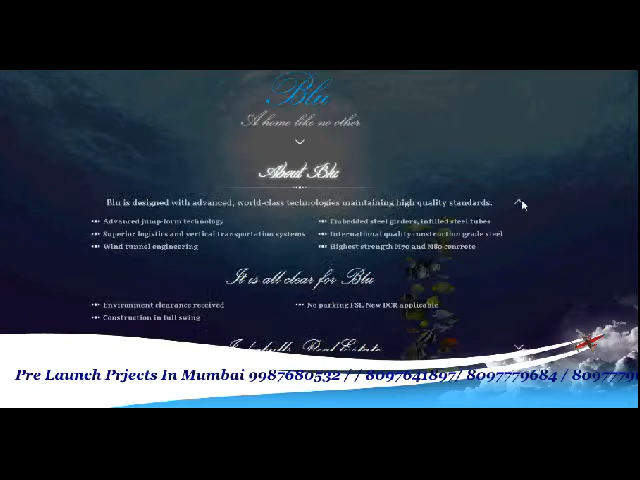 Blu
A home like no other
About Blu
Blu is designed with advanced, world-class technologies maintaining high quality standards.
Advanced jump-form technology
Embedded steel girders, infilled steel tubes
Superior logistics and vertical transportation systems
International quality construction grade steel
Wind tunnel engineering
Highest strength M70 and M80 concrete
It is all clear for Blu
Environment clearance received
No parking FSI, New DCR applicable
Construction in full swing
Indiabulls Real Estate
Pre Launch Prjects In Mumbai 9987680532 / / 8097641897/ 8097779684 / 8097779